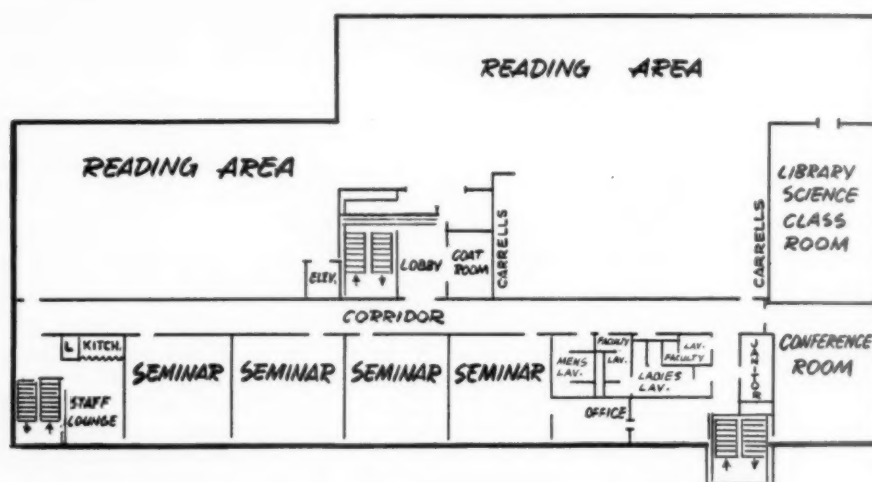 READING AREA
READING AREA
LIBRARY
SCIENCE
CLASS
ROOM
CARRELLS
CARRELLS
ELEV.
LOBBY
COAT
ROOM
CORRIDOR
L
KITCH.
STAFF
LOUNGE
SEMINAR
SEMINAR
SEMINAR
SEMINAR
MENS
LAV.
FACULTY
LAV.
LADIES
LAV.
LAV.
FACULTY
OFFICE
JANITOR
CONFERENCE
ROOM